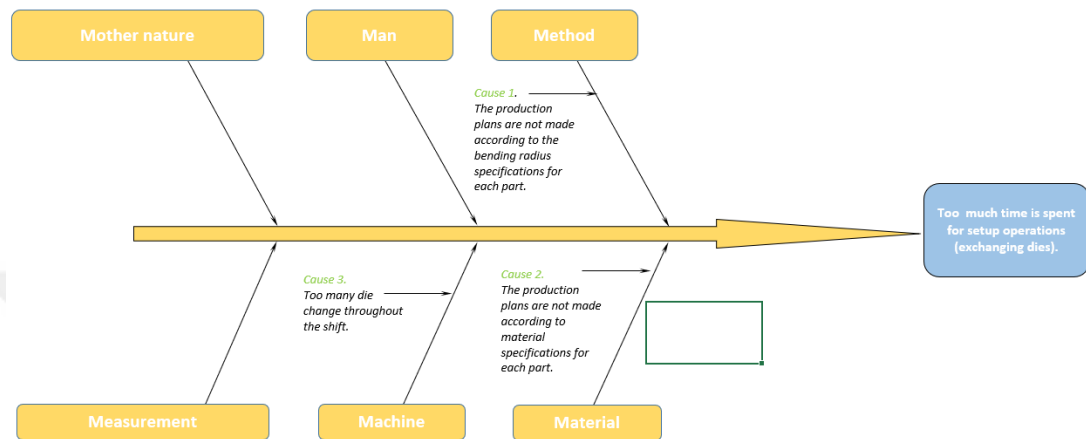 Mother nature
Man
Method
Cause 1.
The production
plans are not made
according to the
bending radius
specifications for
each part.
Too much time is spent
for setup operations
(exchanging dies).
Cause 3.
Too many die
change throughout
the shift.
Cause 2.
The production
plans are not made
according to
material
specifications for
each part.
Measurement
Machine
Material